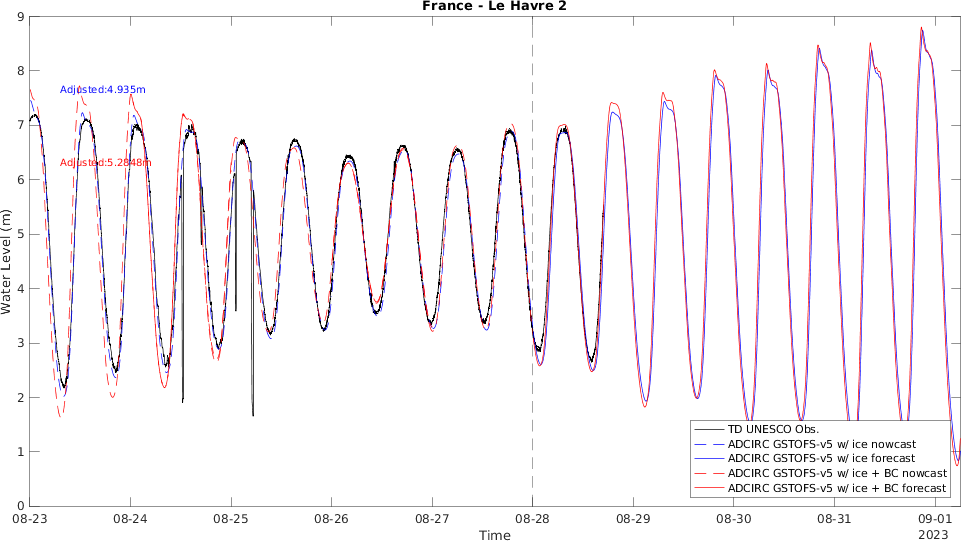 France - Le Havre 2
9
8
7
6
5
4
3
2
1
0
Water Level (m)
Adjusted:4.935m
Adjusted:5.2848m
TD UNESCO Obs.
ADCIRC GSTOFS-v5 w/ ice nowcast
ADCIRC GSTOFS-v5 w/ ice forecast
ADCIRC GSTOFS-v5 w/ ice + BC nowcast
ADCIRC GSTOFS-v5 w/ ice + BC forecast
08-23 08-24 08-25 08-26 08-27 08-28 08-29 08-30 08-31 09-01
Time
2023